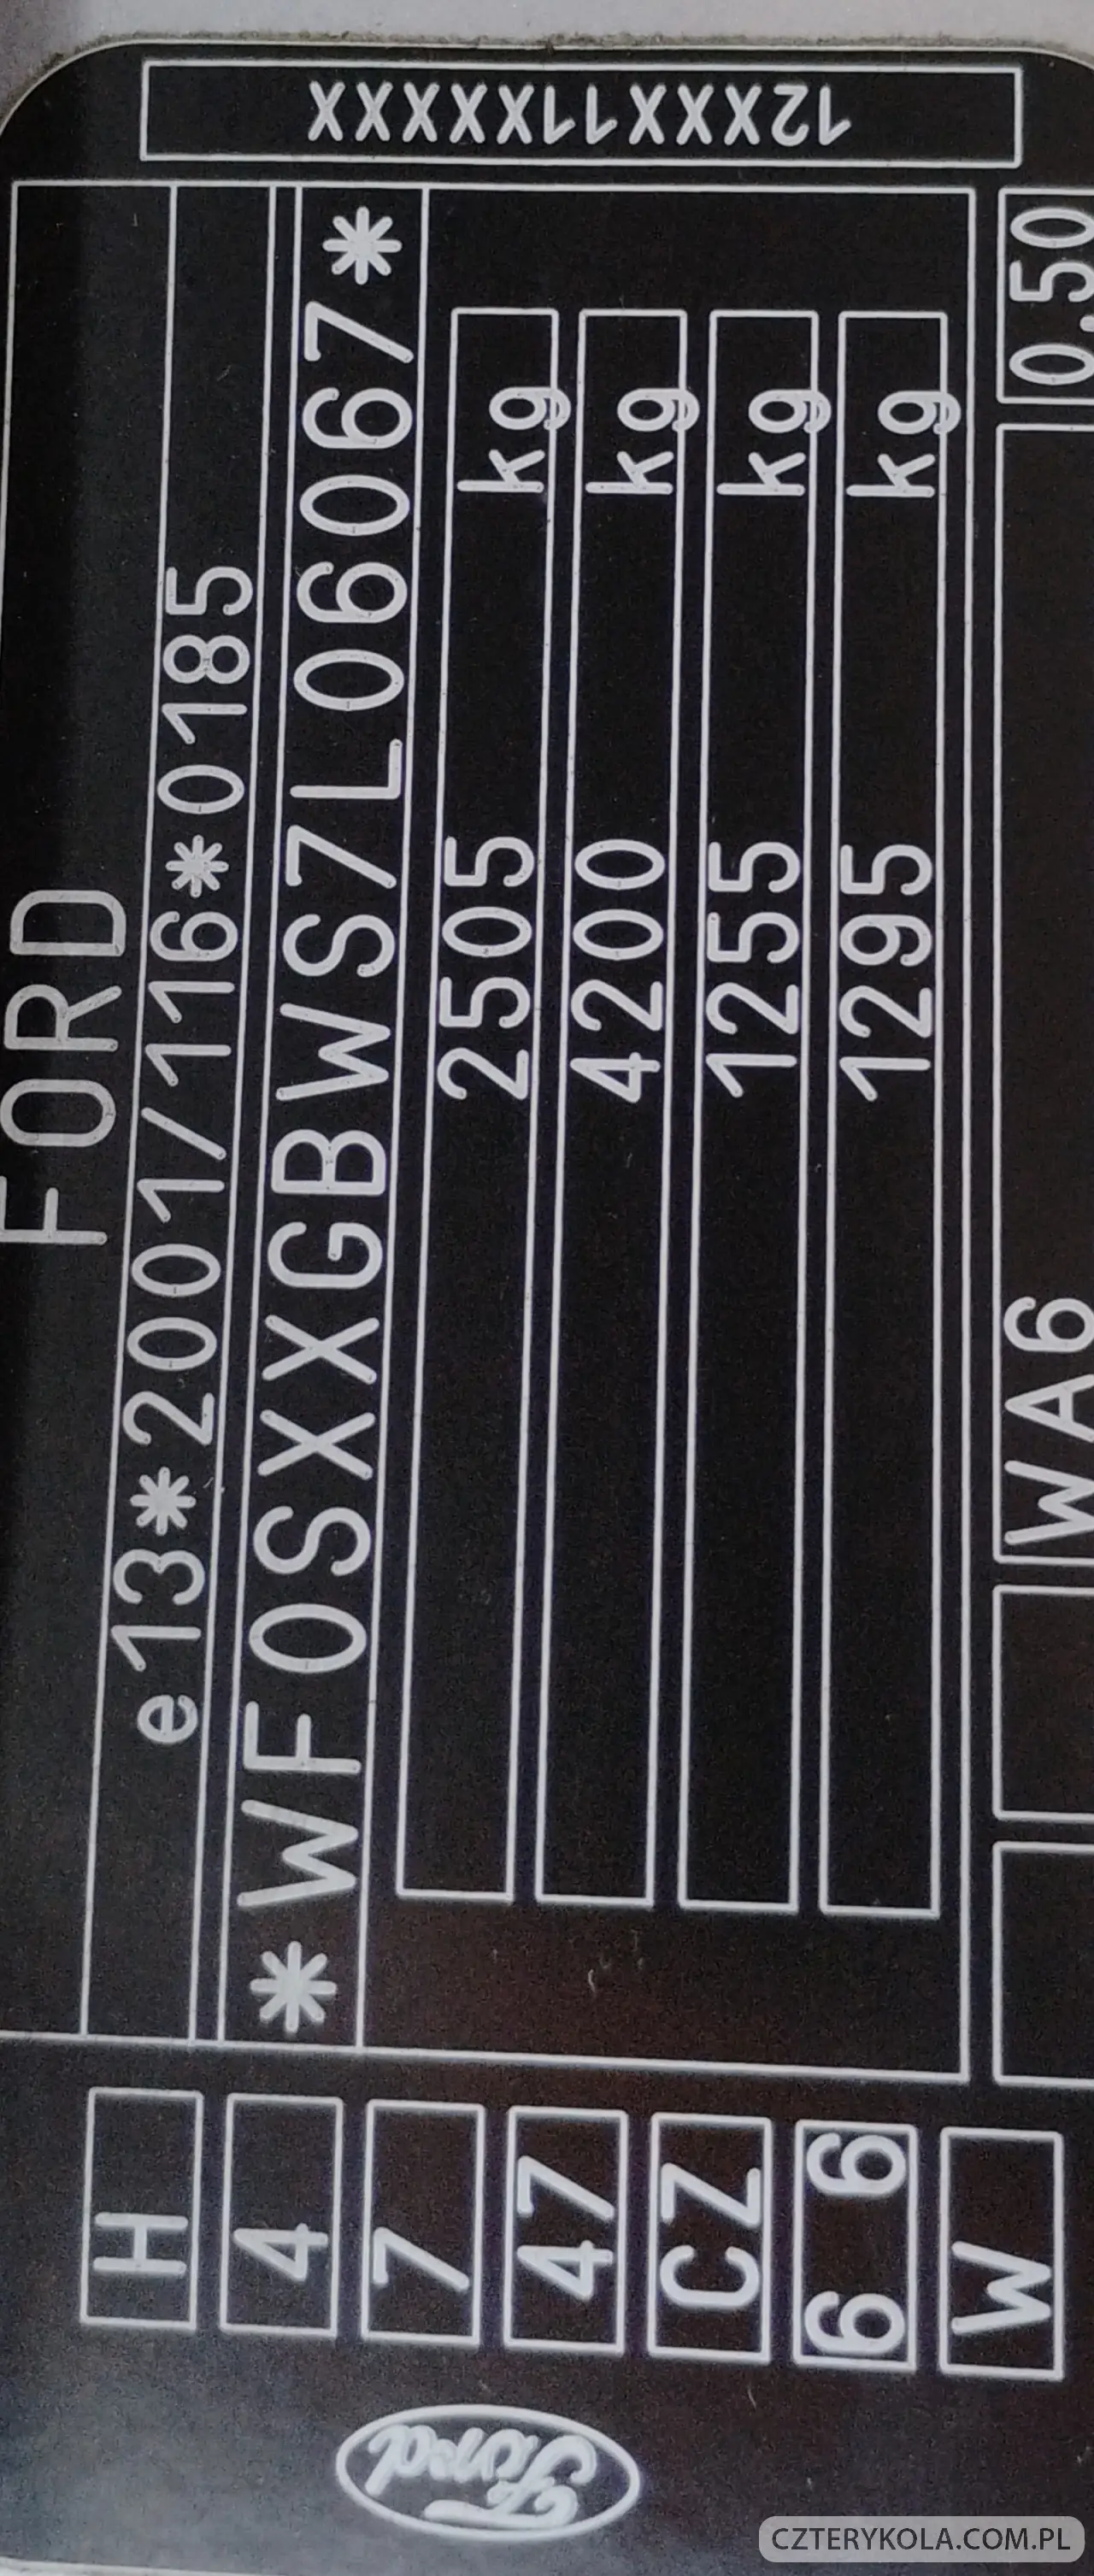 FORD
e13*2001/116*0185
*WF0SXXGBWS7L06067*
2505 kg
4200 kg
1255 kg
1295 kg
12XXX11XXXXX
H
4
7
47
CZ
6 6
W
WA6
0.50
Ford
CZTERYKOLA.COM.PL